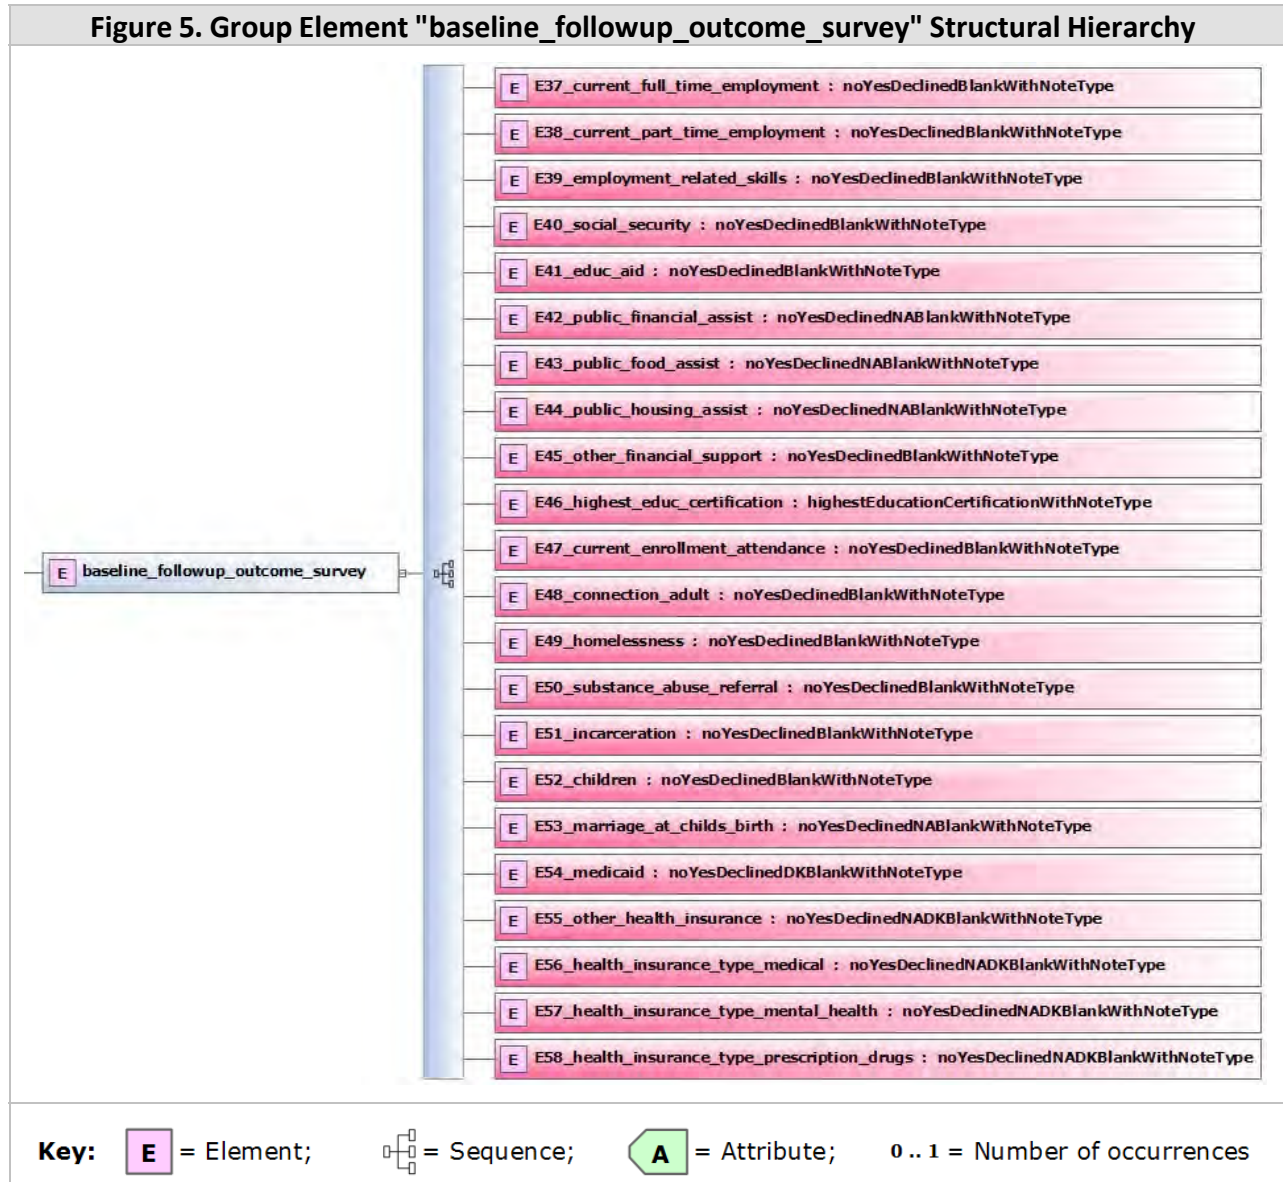 Figure 5. Group Element "baseline_followup_outcome_survey" Structural Hierarchy
E E37_current_full_time_employment : noYesDeclinedBlankWithNoteType
E E38_current_part_time_employment : noYesDeclinedBlankWithNoteType
E E39_employment_related_skills : noYesDeclinedBlankWithNoteType
E E40_social_security : noYesDeclinedBlankWithNoteType
E E41_educ_aid : noYesDeclinedBlankWithNoteType
E E42_public_financial_assist : noYesDeclinedNABlankWithNoteType
E E43_public_food_assist : noYesDeclinedNABlankWithNoteType
E E44_public_housing_assist : noYesDeclinedNABlankWithNoteType
E E45_other_financial_support : noYesDeclinedBlankWithNoteType
E E46_highest_educ_certification : highestEducationCertificationWithNoteType
E E47_current_enrollment_attendance : noYesDeclinedBlankWithNoteType
E baseline_followup_outcome_survey
E E48_connection_adult : noYesDeclinedBlankWithNoteType
E E49_homelessness : noYesDeclinedBlankWithNoteType
E E50_substance_abuse_referral : noYesDeclinedBlankWithNoteType
E E51_incarceration : noYesDeclinedBlankWithNoteType
E E52_children : noYesDeclinedBlankWithNoteType
E E53_marriage_at_childs_birth : noYesDeclinedNABlankWithNoteType
E E54_medicaid : noYesDeclinedDKBlankWithNoteType
E E55_other_health_insurance : noYesDeclinedNADKBlankWithNoteType
E E56_health_insurance_type_medical : noYesDeclinedNADKBlankWithNoteType
E E57_health_insurance_type_mental_health : noYesDeclinedNADKBlankWithNoteType
E E58_health_insurance_type_prescription_drugs : noYesDeclinedNADKBlankWithNoteType
Key: E = Element; = Sequence; A = Attribute; 0 .. 1 = Number of occurrences